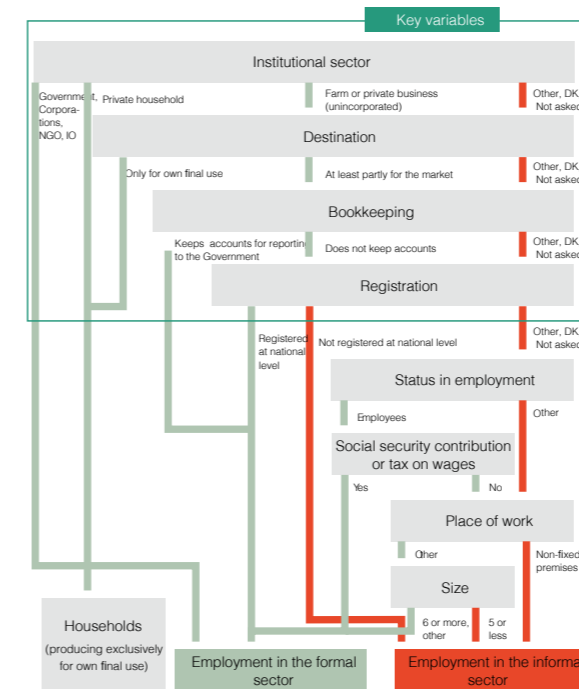 Key variables
Institutional sector
Government,
Corpora-
tions,
NGO, IO
Private household
Farm or private business
(unincorporated)
Other, DK,
Not asked
Destination
Only for own final use
At least partly for the market
Other, DK,
Not asked
Bookkeeping
Keeps accounts for reporting
to the Government
Does not keep accounts
Other, DK,
Not asked
Registration
Registered
at national
level
Not registered at national level
Other, DK,
Not asked
Status in employment
Employees
Other
Social security contribution
or tax on wages
Yes
No
Place of work
Other
Non-fixed
premises
Size
6 or more,
other
5 or
less
Households
(producing exclusively
for own final use)
Employment in the formal
sector
Employment in the informa
sector